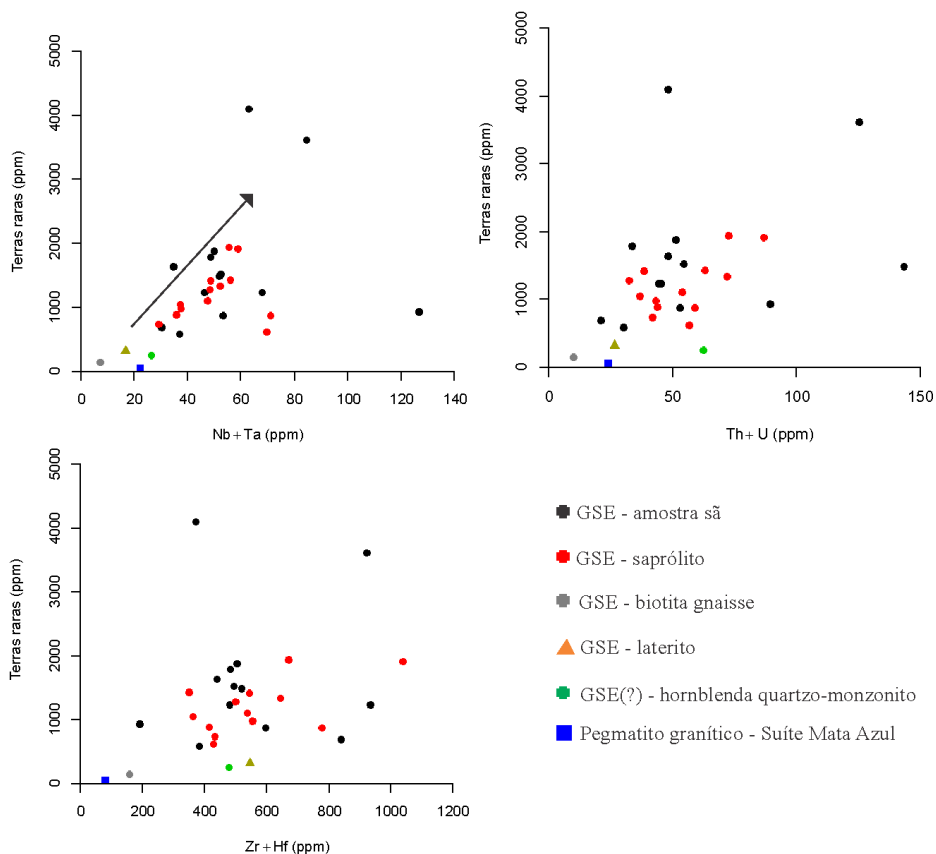 Terras raras (ppm)
5000
4000
3000
2000
1000
0
0 20 40 60 80 100 120 140
Nb+Ta (ppm)
Terras raras (ppm)
5000
4000
3000
2000
1000
0
0 50 100 150
Th+U (ppm)
Terras raras (ppm)
5000
4000
3000
2000
1000
0
0 200 400 600 800 1000 1200
Zr+Hf (ppm)
GSE - amostra sã
GSE - saprólito
GSE - biotita gnaisse
GSE - laterito
GSE(?) - hornblenda quartzo-monzonito
Pegmatito granítico - Suíte Mata Azul